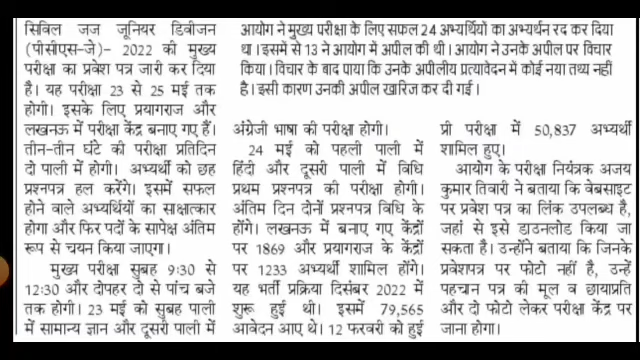 सिविल जज जूनियर डिवीजन
(पीसीएस-जे)- 2022 की मुख्य
परीक्षा का प्रवेश पत्र जारी कर दिया
है। यह परीक्षा 23 से 25 मई तक
होगी। इसके लिए प्रयागराज और
लखनऊ में परीक्षा केंद्र बनाए गए हैं।
तीन-तीन घंटे की परीक्षा प्रतिदिन
दो पाली में होगी। अभ्यर्थी को छह
प्रश्नपत्र हल करेंगे। इसमें सफल
होने वाले अभ्यर्थियों का साक्षात्कार
होगा और फिर पदों के सापेक्ष अंतिम
रूप से चयन किया जाएगा।
मुख्य परीक्षा सुबह 9:30 से
12:30 और दोपहर दो से पांच बजे
तक होगी। 23 मई को सुबह पाली
में सामान्य ज्ञान और दूसरी पाली में
आयोग ने मुख्य परीक्षा के लिए सफल 24 अभ्यर्थियों का अभ्यर्थन रद कर दिया
था। इसमें से 13 ने आयोग में अपील की थी। आयोग ने उनके अपील पर विचार
किया। विचार के बाद पाया कि उनके अपीलीय प्रत्यावेदन में कोई नया तथ्य नहीं
है। इसी कारण उनकी अपील खारिज कर दी गई।
अंग्रेजी भाषा की परीक्षा होगी।
24 मई को पहली पाली में
हिंदी और दूसरी पाली में विधि
प्रथम प्रश्नपत्र की परीक्षा होगी।
अंतिम दिन दोनों प्रश्नपत्र विधि के
होंगे। लखनऊ में बनाए गए केंद्रों
पर 1869 और प्रयागराज के केंद्रों
पर 1233 अभ्यर्थी शामिल होंगे।
यह भर्ती प्रक्रिया दिसंबर 2022 में
शुरू हुई थी। इसमें 79,565
आवेदन आए थे। 12 फरवरी को हुई
प्री परीक्षा में 50,837 अभ्यर्थी
शामिल हुए।
आयोग के परीक्षा नियंत्रक अजय
कुमार तिवारी ने बताया कि वेबसाइट
पर प्रवेश पत्र का लिंक उपलब्ध है,
जहां से इसे डाउनलोड किया जा
सकता है। उन्होंने बताया कि जिनके
प्रवेशपत्र पर फोटो नहीं है, उन्हें
पहचान पत्र की मूल व छायाप्रति
और दो फोटो लेकर परीक्षा केंद्र पर
जाना होगा।